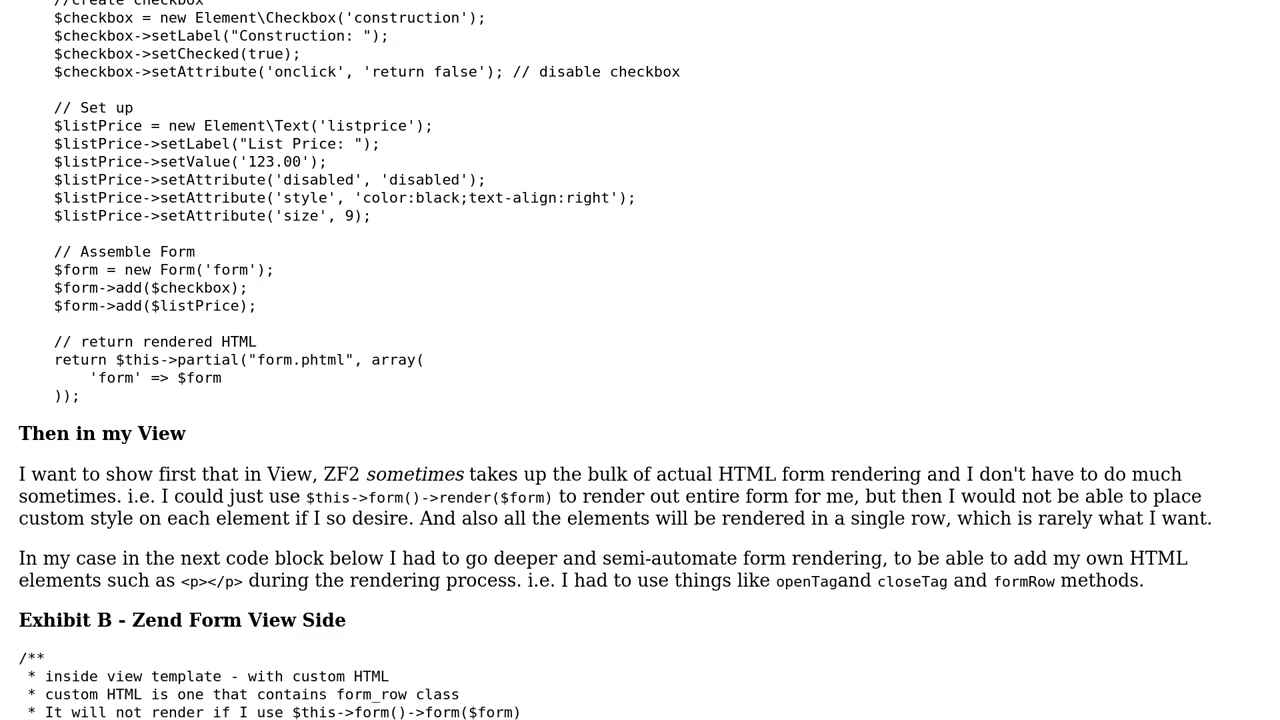 //create checkbox
$checkbox = new Element\Checkbox('construction');
$checkbox->setLabel("Construction: ");
$checkbox->setChecked(true);
$checkbox->setAttribute('onclick', 'return false'); // disable checkbox
// Set up
$listPrice = new Element\Text('listprice');
$listPrice->setLabel("List Price: ");
$listPrice->setValue('123.00');
$listPrice->setAttribute('disabled', 'disabled');
$listPrice->setAttribute('style', 'color:black;text-align:right');
$listPrice->setAttribute('size', 9);
// Assemble Form
$form = new Form('form');
$form->add($checkbox);
$form->add($listPrice);
// return rendered HTML
return $this->partial("form.phtml", array(
'form' => $form
));
Then in my View
I want to show first that in View, ZF2 sometimes takes up the bulk of actual HTML form rendering and I don't have to do much
sometimes. i.e. I could just use $this->form()->render($form) to render out entire form for me, but then I would not be able to place
custom style on each element if I so desire. And also all the elements will be rendered in a single row, which is rarely what I want.
In my case in the next code block below I had to go deeper and semi-automate form rendering, to be able to add my own HTML
elements such as <p></p> during the rendering process. i.e. I had to use things like openTagand closeTag and formRow methods.
Exhibit B - Zend Form View Side
/**
* inside view template - with custom HTML
* custom HTML is one that contains form_row class
* It will not render if I use $this->form()->form($form)